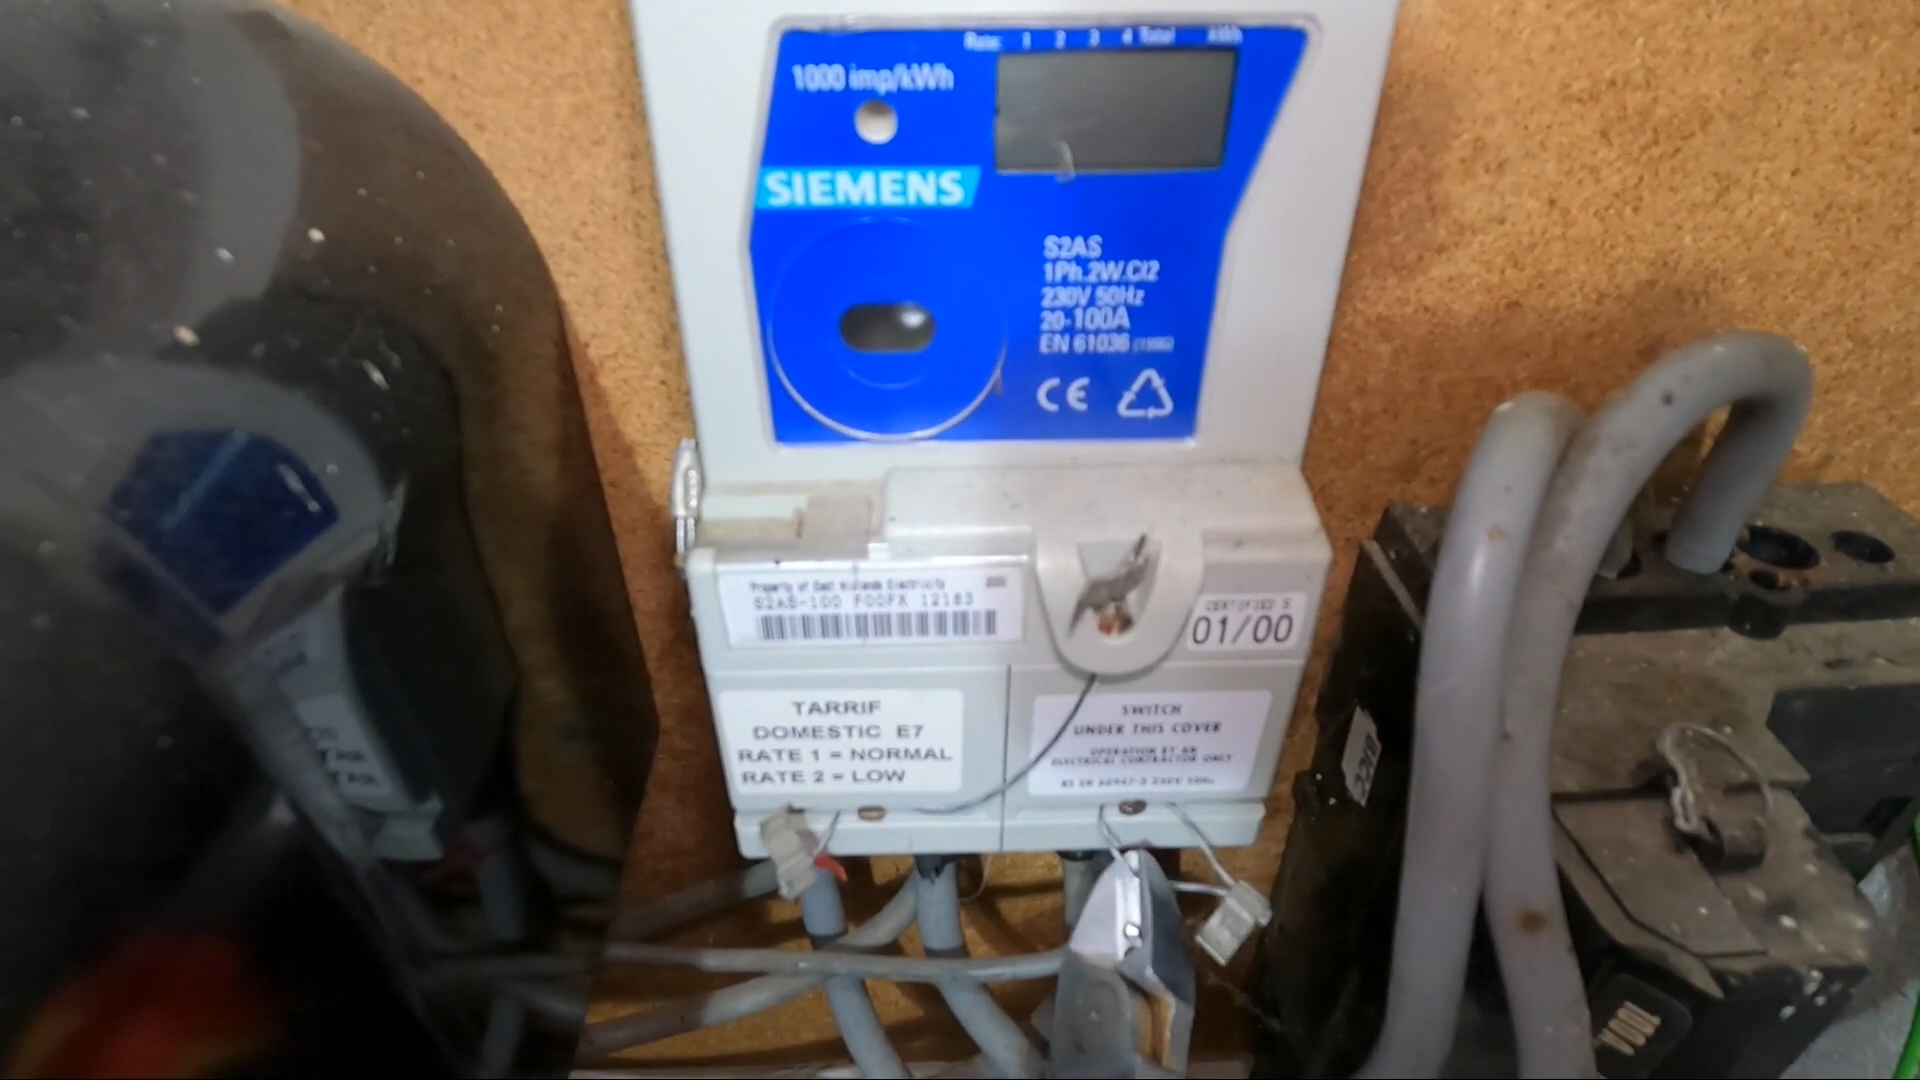 Rate: 1 2 3 4 Total kWh
1000 imp/kWh
SIEMENS
S2AS
1Ph.2W.Cl2
230V 50Hz
20-100A
EN 61036 (1996)
CE
Property of East Midlands Electricity
S2AS-100 F00FX 12163
01/00
TARRIF
DOMESTIC E7
RATE 1 = NORMAL
RATE 2 = LOW
SWITCH
UNDER THIS COVER
OPERATION BY AN
ELECTRICAL CONTRACTOR ONLY
100A